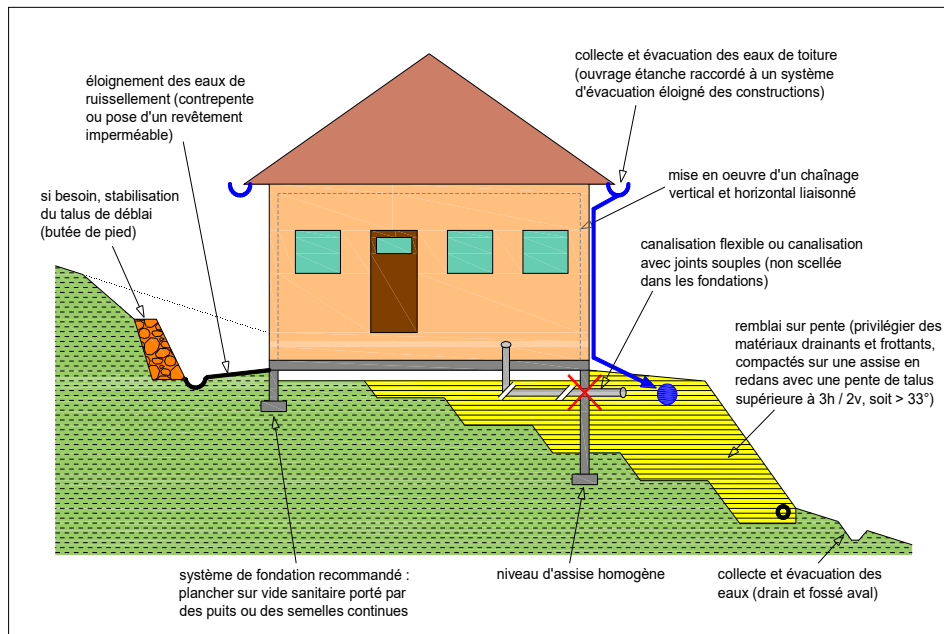 collecte et évacuation des eaux de toiture
(ouvrage étanche raccordé à un système
d'évacuation éloigné des constructions)
éloignement des eaux de
ruissellement (contrepente
ou pose d'un revêtement
imperméable)
mise en oeuvre d'un chaînage
vertical et horizontal liaisonné
si besoin, stabilisation
du talus de déblai
(butée de pied)
canalisation flexible ou canalisation
avec joints souples (non scellée
dans les fondations)
remblai sur pente (privilégier des
matériaux drainants et frottants,
compactés sur une assise en
redans avec une pente de talus
supérieure à 3h / 2v, soit > 33°)
système de fondation recommandé :
plancher sur vide sanitaire porté par
des puits ou des semelles continues
niveau d'assise homogène
collecte et évacuation des
eaux (drain et fossé aval)